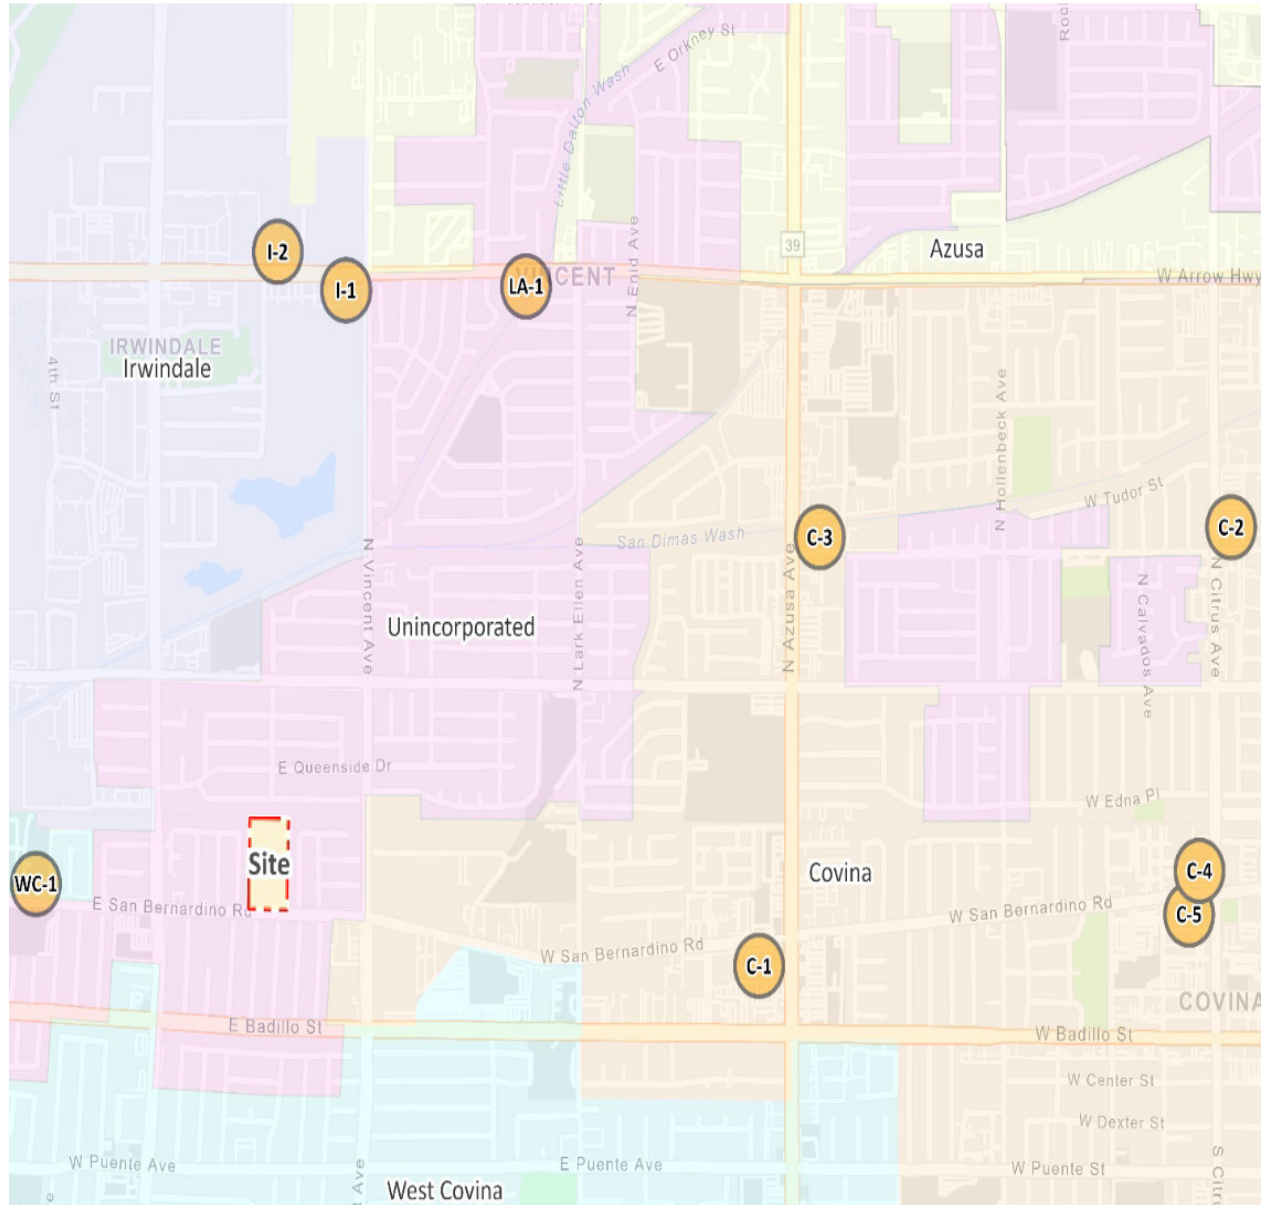 E Orkney St
Roc
Little Dalton Wash
I-2
N Enid Ave
39
Azusa
I-1
LA-1
VINCENT
W Arrow Hwy
IRWINDALE
Irwindale
4th St
N Hollenbeck Ave
W Tudor St
San Dimas Wash
C-3
C-2
N Vincent Ave
N Lark Ellen Ave
N Azusa Ave
N Calvados Ave
N Citrus Ave
Unincorporated
E Queenside Dr
W Edna Pl
Site
WC-1
Covina
C-4
E San Bernardino Rd
W San Bernardino Rd
C-5
W San Bernardino Rd
C-1
COVINA
E Badillo St
W Badillo St
W Center St
W Dexter St
W Puente Ave
E Puente Ave
W Puente St
t Ave
S Citru
West Covina